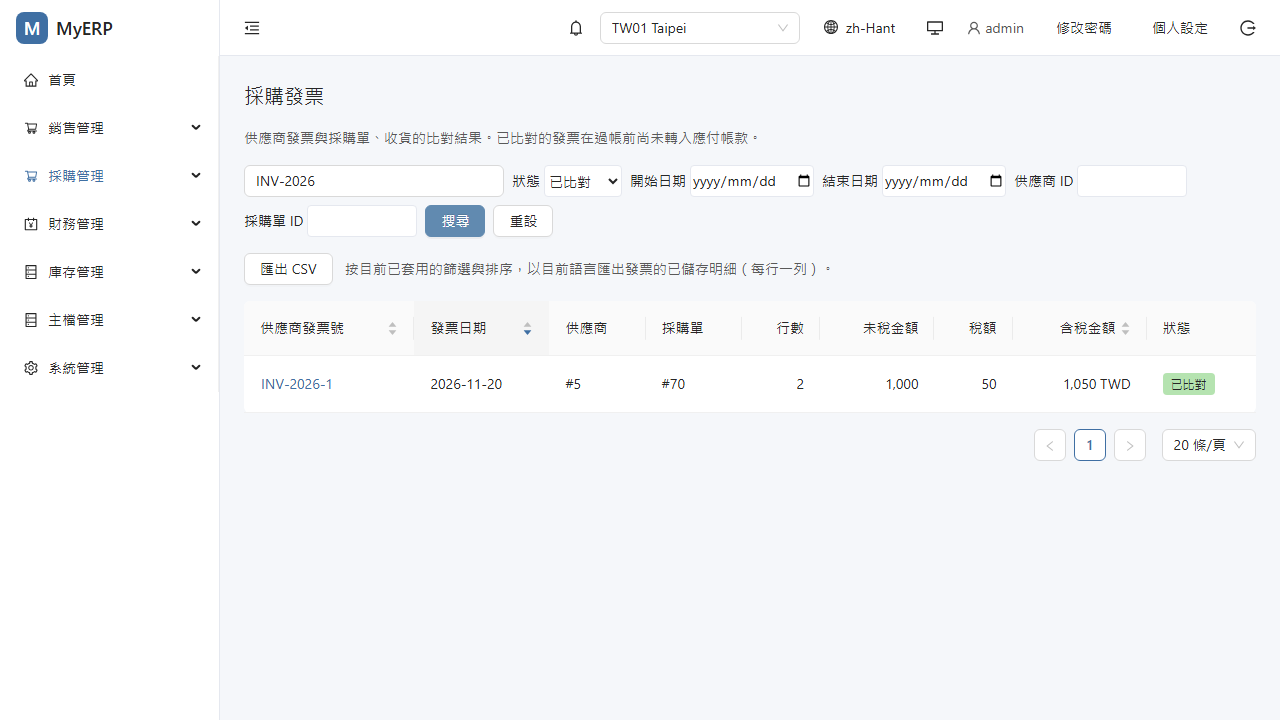 M MyERP
TW01 Taipei
zh-Hant
admin
修改密碼
個人設定
首頁
銷售管理
採購管理
財務管理
庫存管理
主檔管理
系統管理
採購發票
供應商發票與採購單、收貨的比對結果。已比對的發票在過帳前尚未轉入應付帳款。
INV-2026 狀態 已比對 開始日期 yyyy/mm/dd 結束日期 yyyy/mm/dd 供應商 ID
採購單 ID 搜尋 重設
匯出 CSV 按目前已套用的篩選與排序，以目前語言匯出發票的已儲存明細（每行一列）。
供應商發票號 發票日期 供應商 採購單 行數 未稅金額 稅額 含稅金額 狀態
INV-2026-1 2026-11-20 #5 #70 2 1,000 50 1,050 TWD 已比對
1 20 條/頁